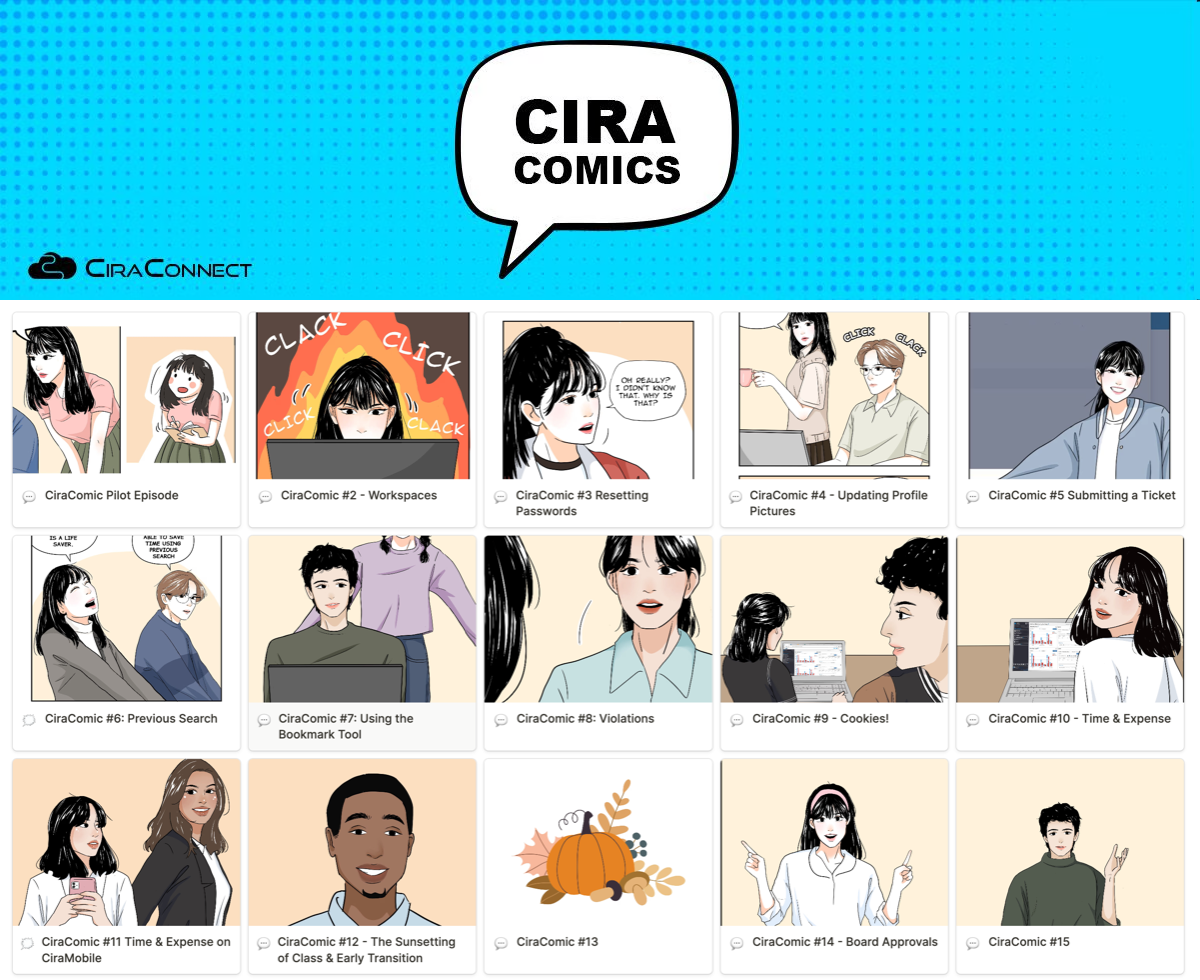 CIRA
COMICS
CIRACONNECT
CLACK
CLICK
CLICK
CLACK
OH REALLY?
I DIDN'T KNOW
THAT. WHY IS
THAT?
CLICK
CLACK
CiraComic Pilot Episode
CiraComic #2 - Workspaces
CiraComic #3 Resetting
Passwords
CiraComic #4 - Updating Profile
Pictures
CiraComic #5 Submitting a Ticket
IS A LIFE
SAVER.
ABLE TO SAVE
TIME USING
PREVIOUS
SEARCH
CiraComic #6: Previous Search
CiraComic #7: Using the
Bookmark Tool
CiraComic #8: Violations
CiraComic #9 - Cookies!
CiraComic #10 - Time & Expense
CiraComic #11 Time & Expense on
CiraMobile
CiraComic #12 - The Sunsetting
of Class & Early Transition
CiraComic #13
CiraComic #14 - Board Approvals
CiraComic #15